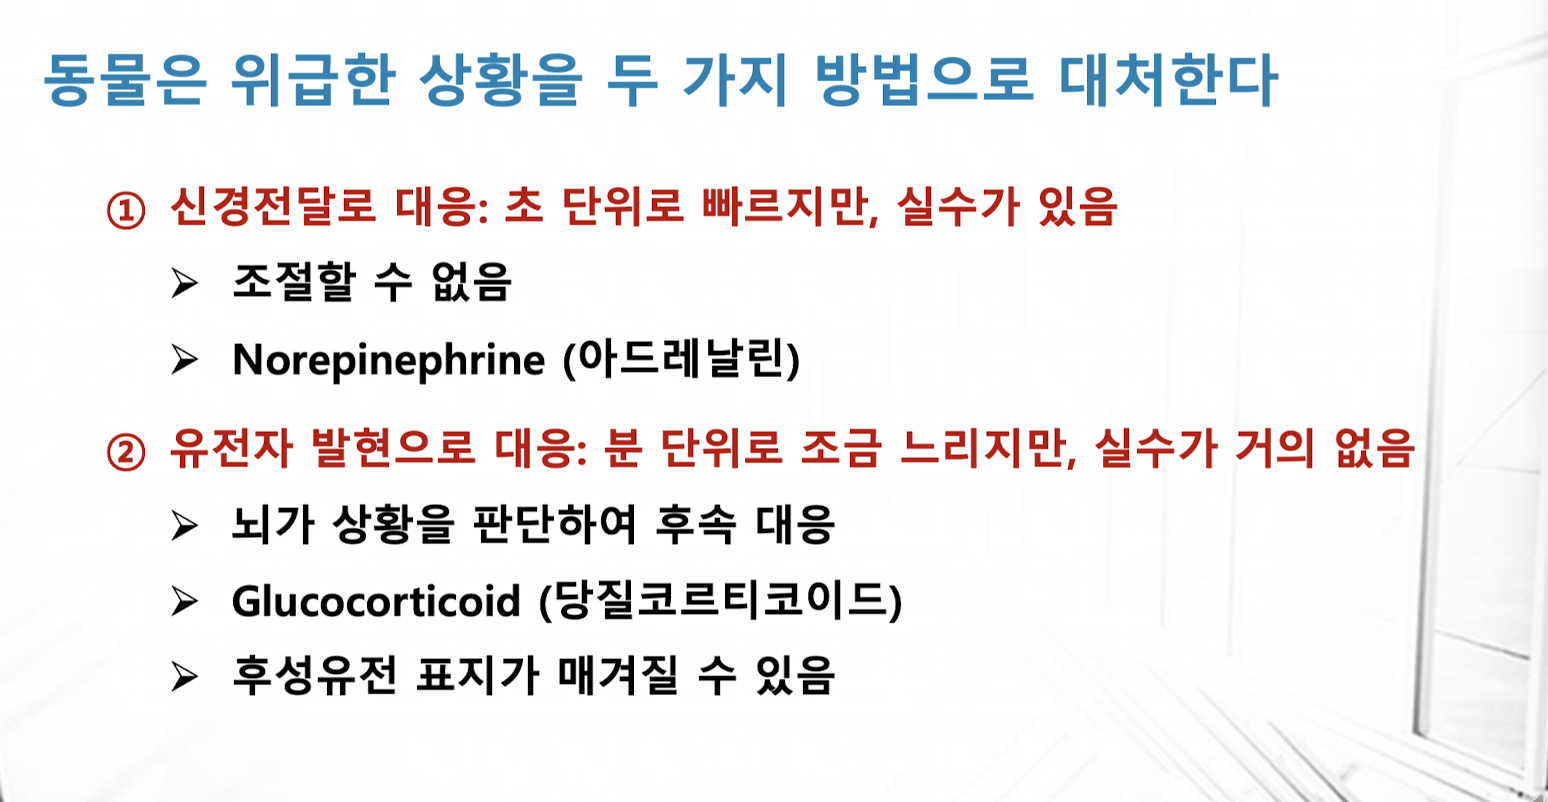 동물은 위급한 상황을 두 가지 방법으로 대처한다
① 신경전달로 대응: 초 단위로 빠르지만, 실수가 있음
➢ 조절할 수 없음
➢ Norepinephrine (아드레날린)
② 유전자 발현으로 대응: 분 단위로 조금 느리지만, 실수가 거의 없음
➢ 뇌가 상황을 판단하여 후속 대응
➢ Glucocorticoid (당질코르티코이드)
➢ 후성유전 표지가 매겨질 수 있음